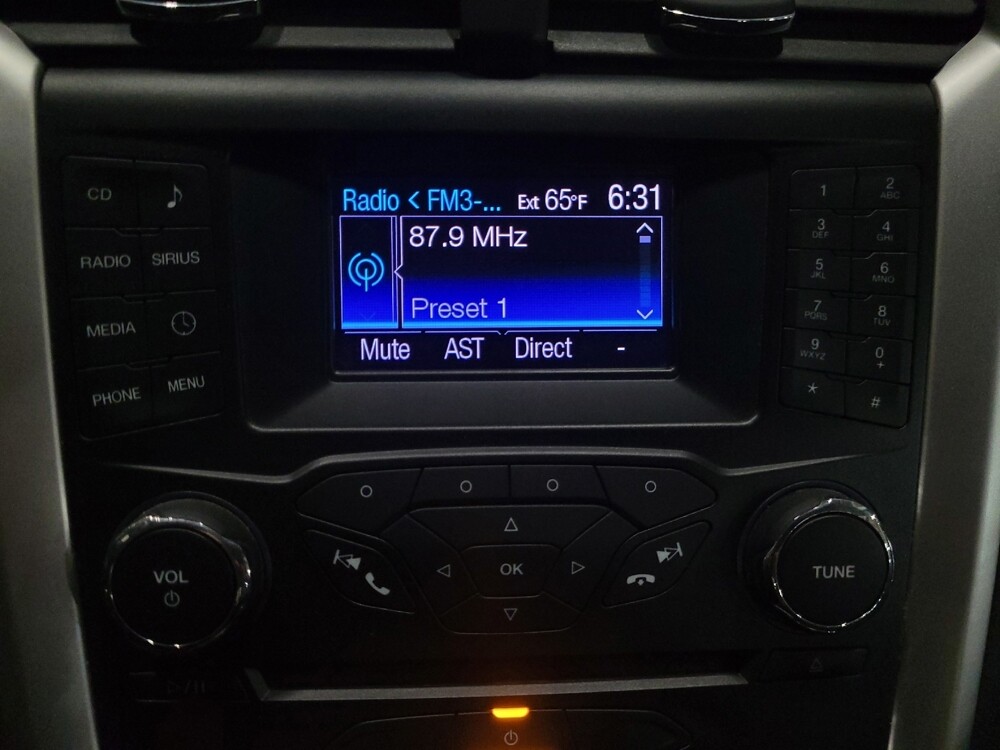 Radio < FM3-... Ext 65°F 6:31
87.9 MHz
Preset 1
Mute AST Direct -
CD
RADIO SIRIUS
MEDIA
PHONE MENU
1 2 ABC
3 DEF 4 GHI
5 JKL 6 MNO
7 PQRS 8 TUV
9 WXYZ 0 +
* #
VOL
OK
TUNE